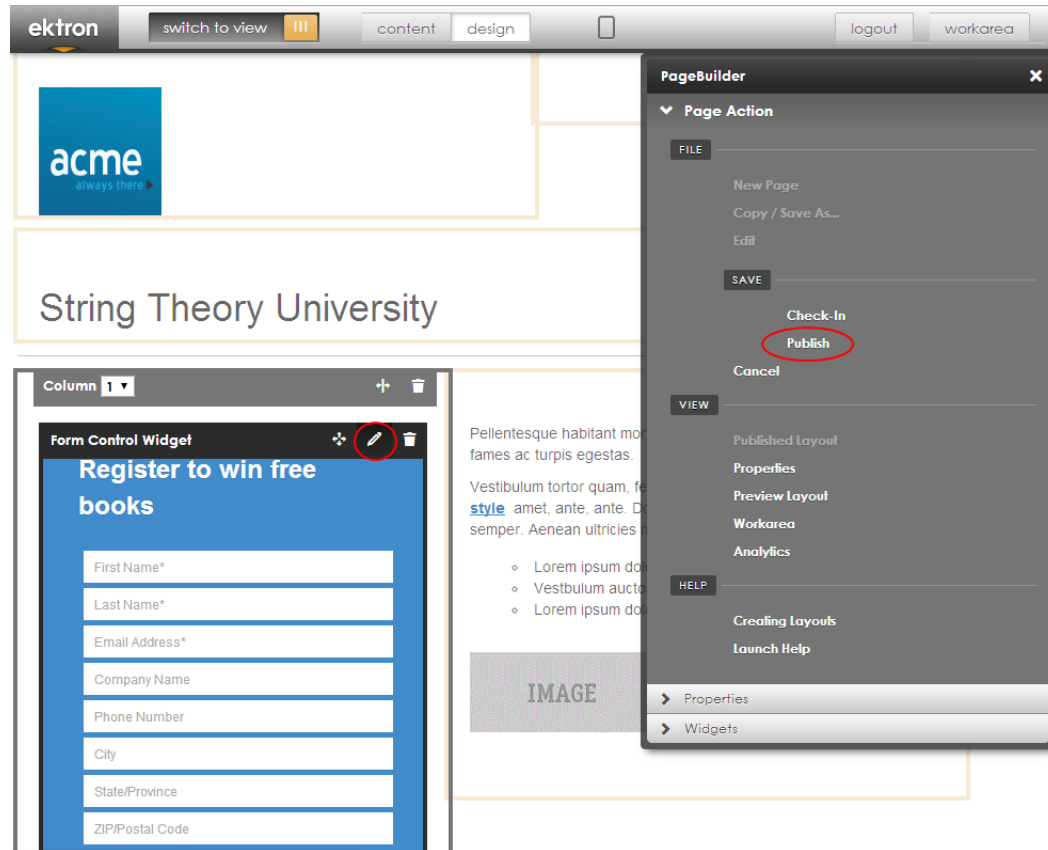 ektron
switch to view
content
design
logout
workarea
acme
always there
String Theory University
Column 1
Form Control Widget
Register to win free
books
First Name*
Last Name*
Email Address*
Company Name
Phone Number
City
State/Province
ZIP/Postal Code
Pellentesque habitant mor
fames ac turpis egestas.
Vestibulum tortor quam, fe
style amet, ante, ante. Do
semper. Aenean ultricies m
Lorem ipsum dol
Vestbulum aucto
Lorem ipsum dol
IMAGE
PageBuilder
Page Action
FILE
New Page
Copy / Save As...
Edit
SAVE
Check-In
Publish
Cancel
VIEW
Published Layout
Properties
Preview Layout
Workarea
Analytics
HELP
Creating Layouts
Launch Help
Properties
Widgets